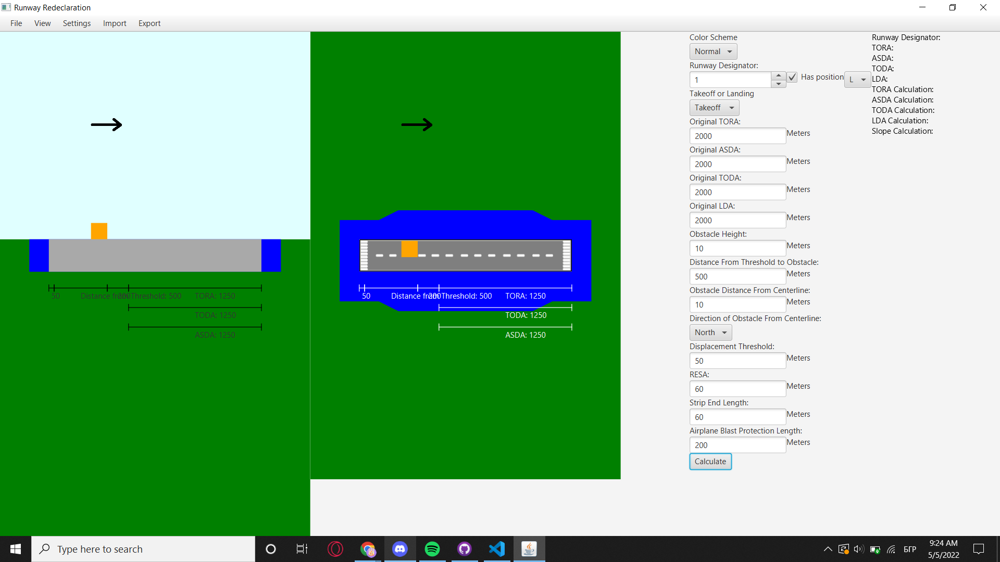 Runway Redeclaration
File View Settings Import Export
50 Distance from Threshold: 500 200 TORA: 1250
TODA: 1250
ASDA: 1250
50 Distance from Threshold: 500 200 TORA: 1250
TODA: 1250
ASDA: 1250
Color Scheme
Normal
Runway Designator:
1 Has position L
Takeoff or Landing
Takeoff
Original TORA:
2000 Meters
Original ASDA:
2000 Meters
Original TODA:
2000 Meters
Original LDA:
2000 Meters
Obstacle Height:
10 Meters
Distance From Threshold to Obstacle:
500 Meters
Obstacle Distance From Centerline:
10 Meters
Direction of Obstacle From Centerline:
North
Displacement Threshold:
50 Meters
RESA:
60 Meters
Strip End Length:
60 Meters
Airplane Blast Protection Length:
200 Meters
Calculate
Runway Designator:
TORA:
ASDA:
TODA:
LDA:
TORA Calculation:
ASDA Calculation:
TODA Calculation:
LDA Calculation:
Slope Calculation:
Type here to search
БГР
9:24 AM
5/5/2022